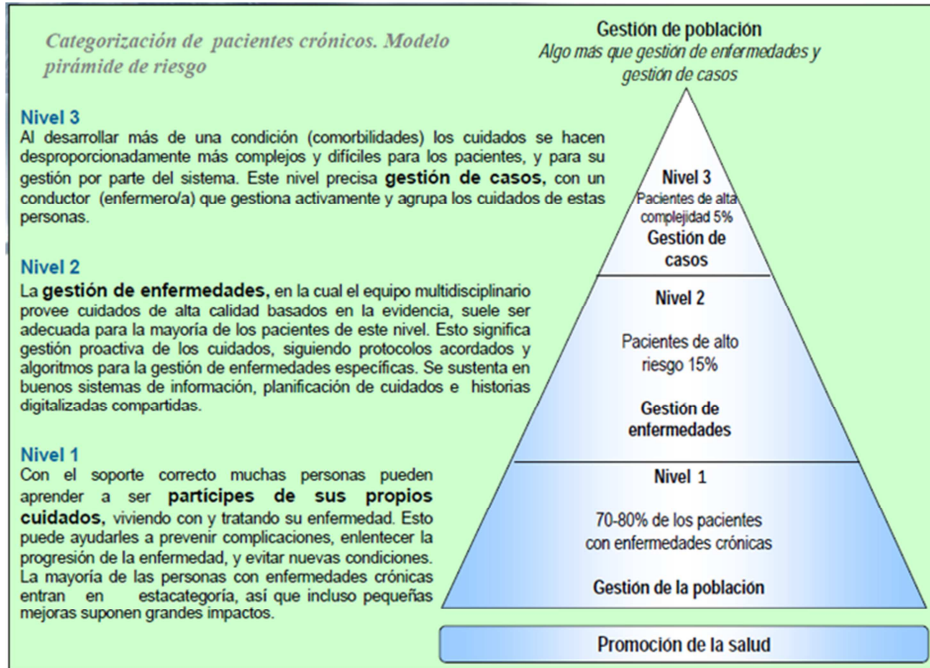 Categorización de pacientes crónicos. Modelo
pirámide de riesgo
Nivel 3
Al desarrollar más de una condición (comorbilidades) los cuidados se hacen
desproporcionadamente más complejos y difíciles para los pacientes, y para su
gestión por parte del sistema. Este nivel precisa gestión de casos, con un
conductor (enfermero/a) que gestiona activamente y agrupa los cuidados de estas
personas.
Nivel 2
La gestión de enfermedades, en la cual el equipo multidisciplinario
provee cuidados de alta calidad basados en la evidencia, suele ser
adecuada para la mayoría de los pacientes de este nivel. Esto significa
gestión proactiva de los cuidados, siguiendo protocolos acordados y
algoritmos para la gestión de enfermedades específicas. Se sustenta en
buenos sistemas de información, planificación de cuidados e historias
digitalizadas compartidas.
Nivel 1
Con el soporte correcto muchas personas pueden
aprender a ser partícipes de sus propios
cuidados, viviendo con y tratando su enfermedad. Esto
puede ayudarles a prevenir complicaciones, enlentecer la
progresión de la enfermedad, y evitar nuevas condiciones.
La mayoría de las personas con enfermedades crónicas
entran en estacategoría, así que incluso pequeñas
mejoras suponen grandes impactos.
Gestión de población
Algo más que gestión de enfermedades y
gestión de casos
Nivel 3
Pacientes de alta
complejidad 5%
Gestión de
casos
Nivel 2
Pacientes de alto
riesgo 15%
Gestión de
enfermedades
Nivel 1
70-80% de los pacientes
con enfermedades crónicas
Gestión de la población
Promoción de la salud